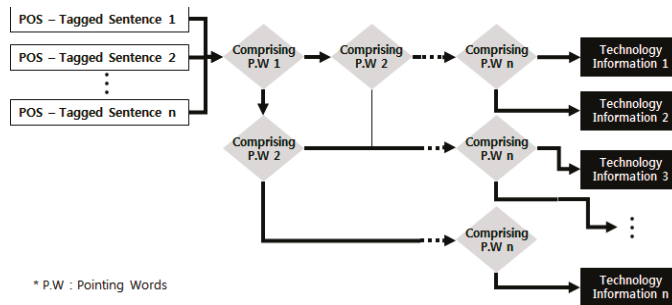 POS – Tagged Sentence 1
POS – Tagged Sentence 2
POS – Tagged Sentence n
Comprising
P.W 1
Comprising
P.W 2
Comprising
P.W n
Technology
Information 1
Technology
Information 2
Comprising
P.W 2
Comprising
P.W n
Technology
Information 3
Comprising
P.W n
Technology
Information n
* P.W : Pointing Words